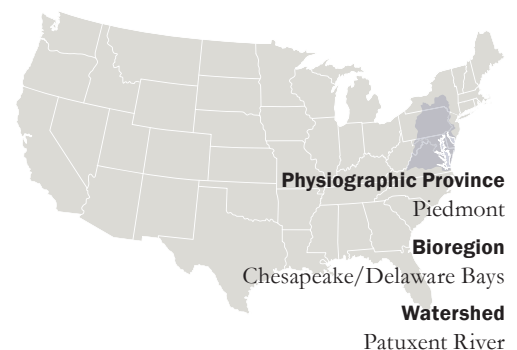 Physiographic Province
Piedmont
Bioregion
Chesapeake/Delaware Bays
Watershed
Patuxent River